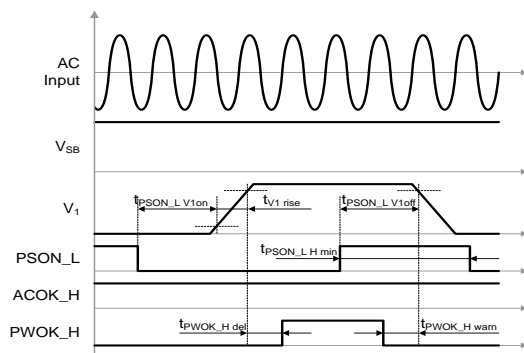 AC
Input
VSB
tPSON_L V1on
tV1 rise
tPSON_L V1off
V1
PSON_L
tPSON_L H min
ACOK_H
PWOK_H
tPWOK_H del
tPWOK_H warn